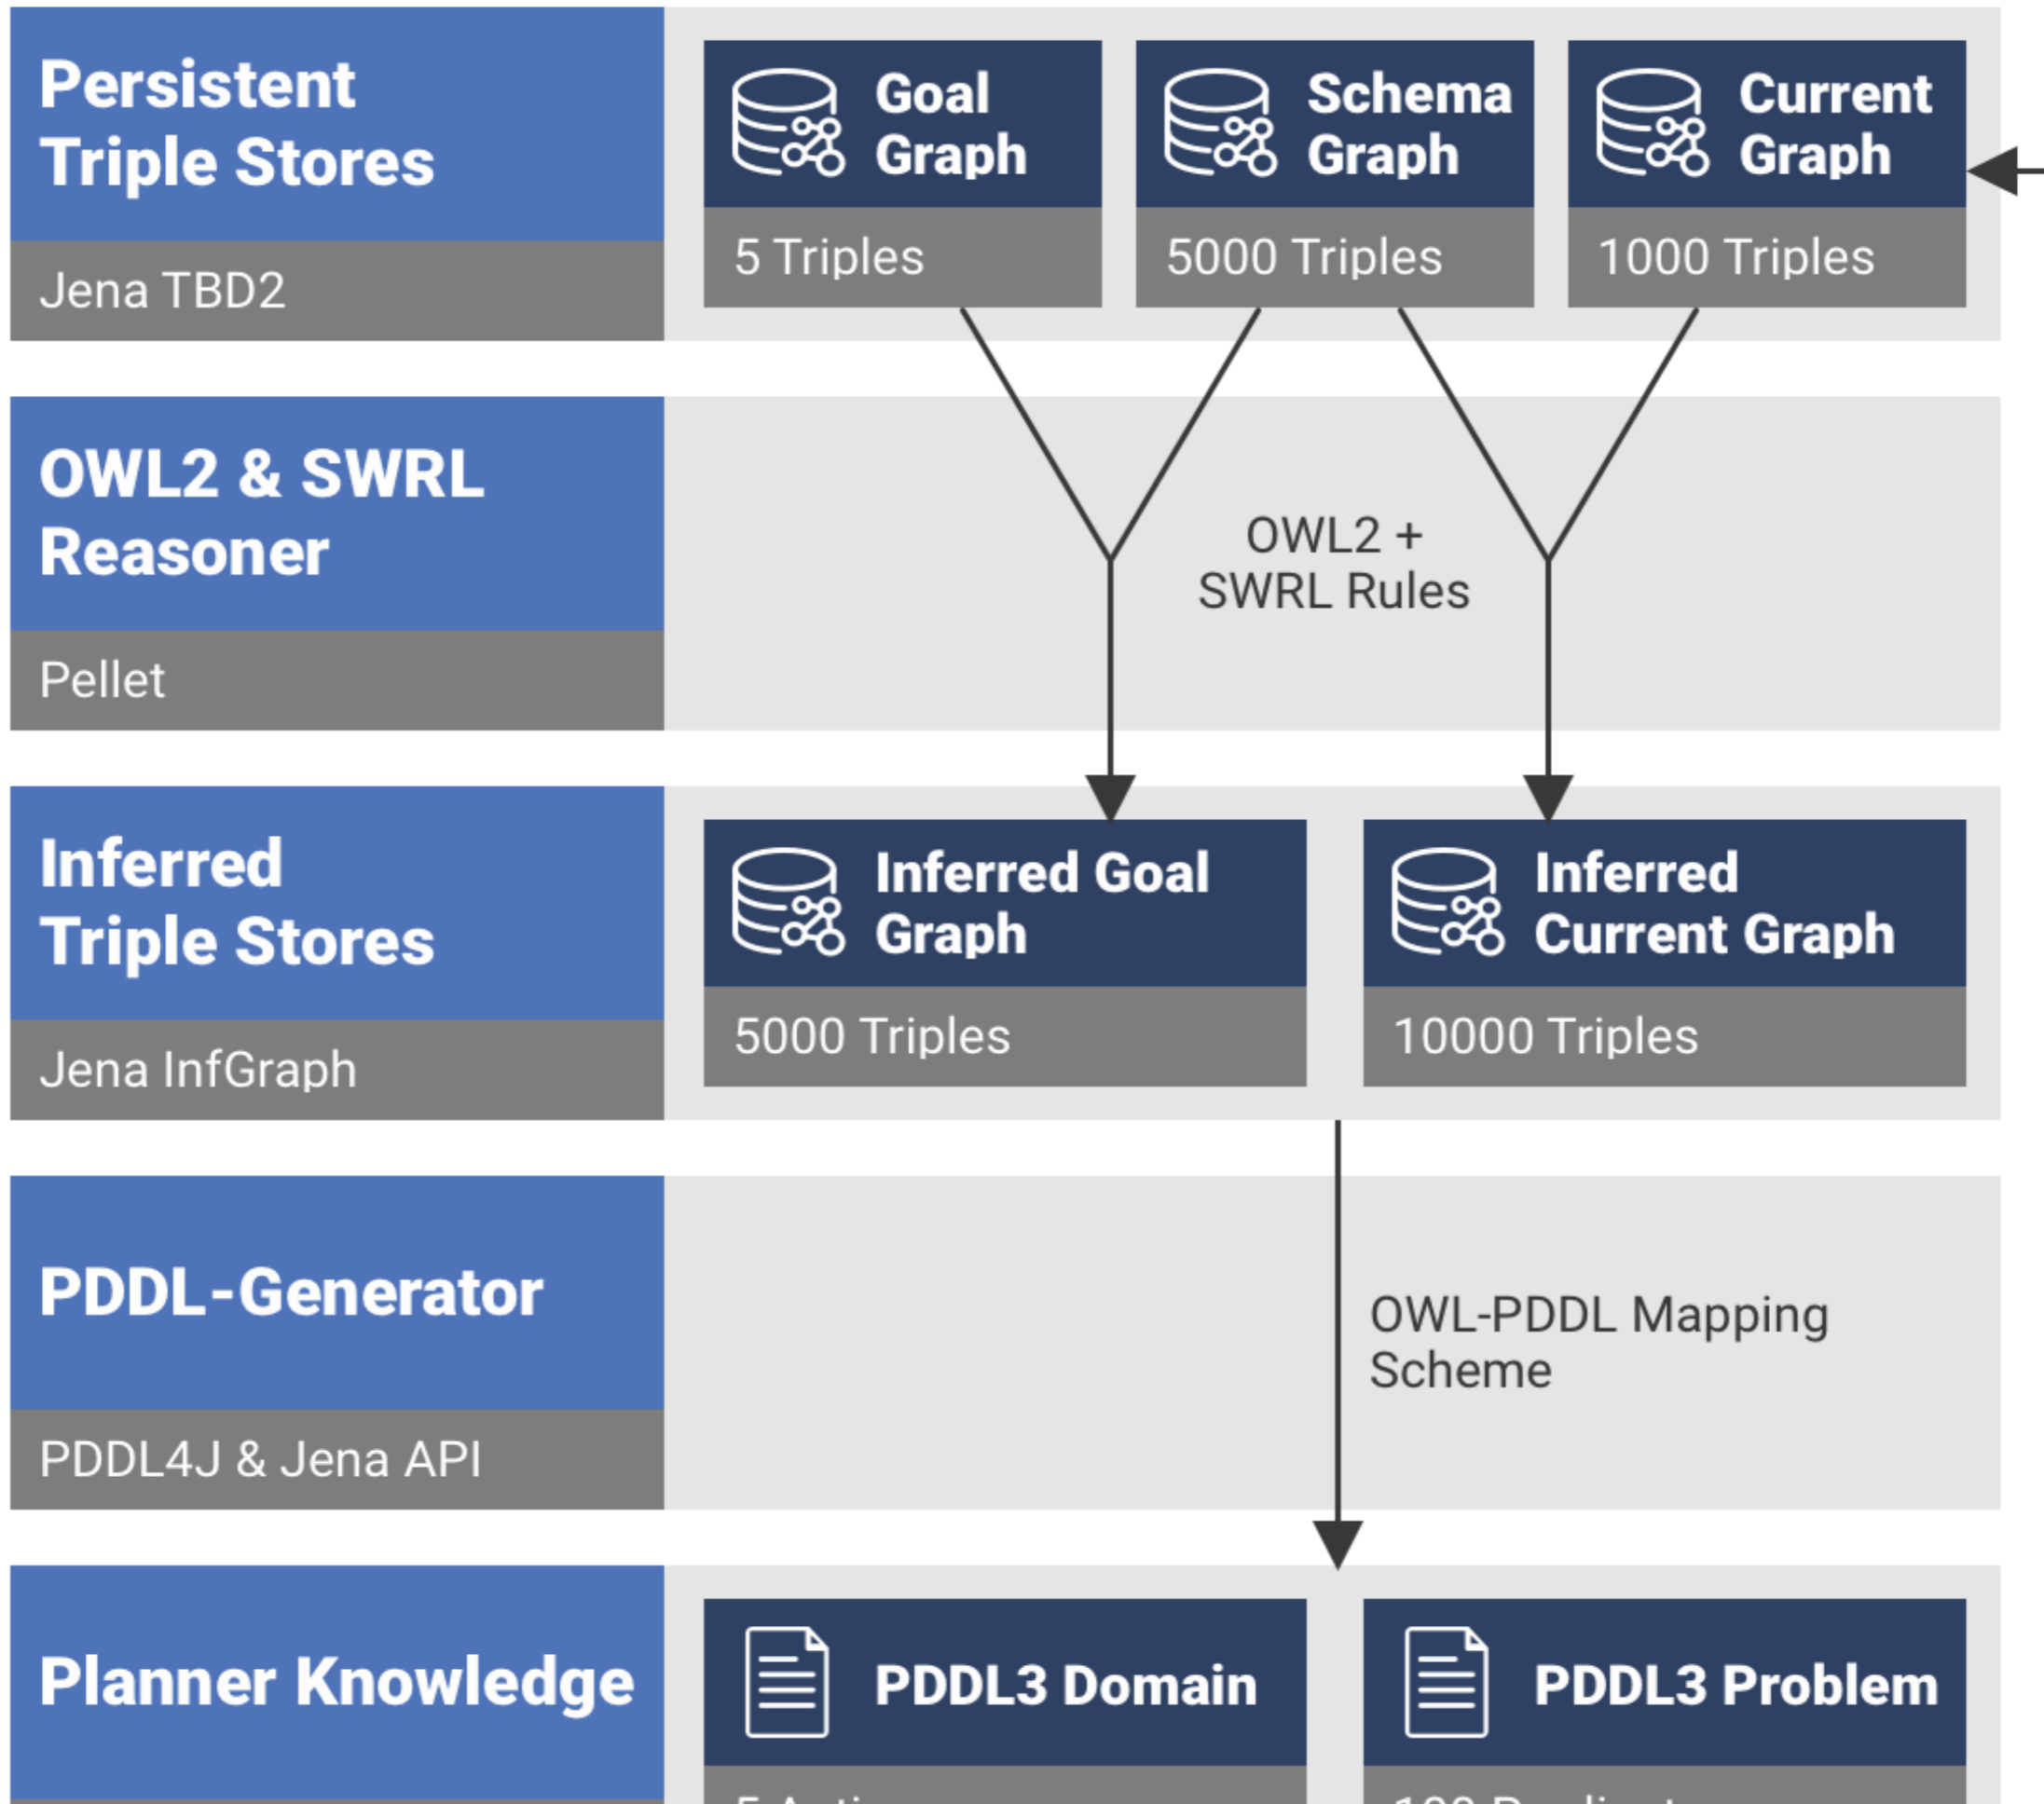 Persistent
Triple Stores
Jena TBD2
Goal
Graph
5 Triples
Schema
Graph
5000 Triples
Current
Graph
1000 Triples
OWL2 & SWRL
Reasoner
Pellet
OWL2 +
SWRL Rules
Inferred
Triple Stores
Jena InfGraph
Inferred Goal
Graph
5000 Triples
Inferred
Current Graph
10000 Triples
PDDL-Generator
PDDL4J & Jena API
OWL-PDDL Mapping
Scheme
Planner Knowledge
PDDL3 Domain
PDDL3 Problem